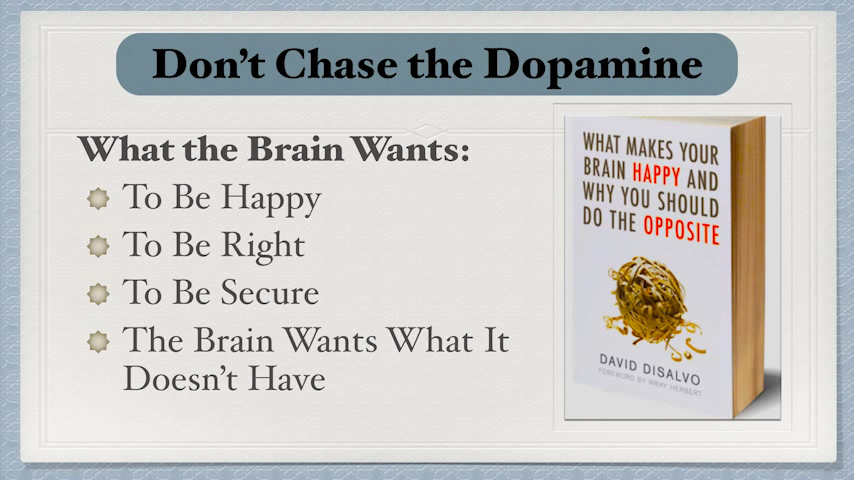 Don't Chase the Dopamine
What the Brain Wants:
To Be Happy
To Be Right
To Be Secure
The Brain Wants What It
Doesn't Have
WHAT MAKES YOUR
BRAIN HAPPY AND
WHY YOU SHOULD
DO THE OPPOSITE
DAVID DISALVO
FOREWORD BY WRAY HERBERT